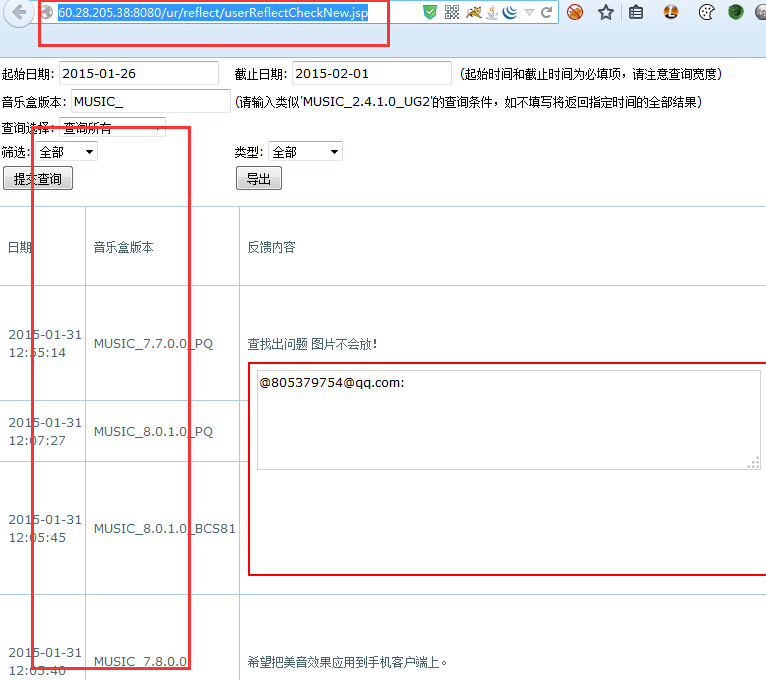 60.28.205.38:8080/ur/reflect/userReflectCheckNew.jsp
起始日期: 2015-01-26 截止日期: 2015-02-01 (起始时间和截止时间为必填项，请注意查询宽度)
音乐盒版本: MUSIC_ (请输入类似'MUSIC_2.4.1.0_UG2'的查询条件，如不填写将返回指定时间的全部结果)
查询选择: 查询所有
筛选: 全部 类型: 全部
提交查询 导出
日期 音乐盒版本 反馈内容
2015-01-31
12:55:14
MUSIC_7.7.0.0_PQ
查找出问题 图片不会放!
@805379754@qq.com:
2015-01-31
12:07:27
MUSIC_8.0.1.0_PQ
2015-01-31
12:05:45
MUSIC_8.0.1.0_BCS81
2015-01-31
12:05:40
MUSIC_7.8.0.0
希望把美音效果应用到手机客户端上。